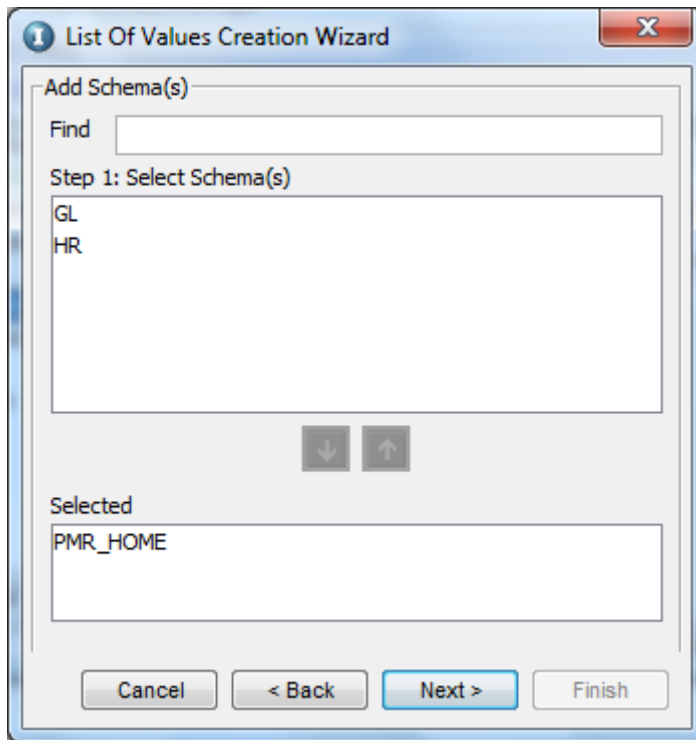 List Of Values Creation Wizard
Add Schema(s)
Find
Step 1: Select Schema(s)
GL
HR
Selected
PMR_HOME
Cancel < Back Next > Finish